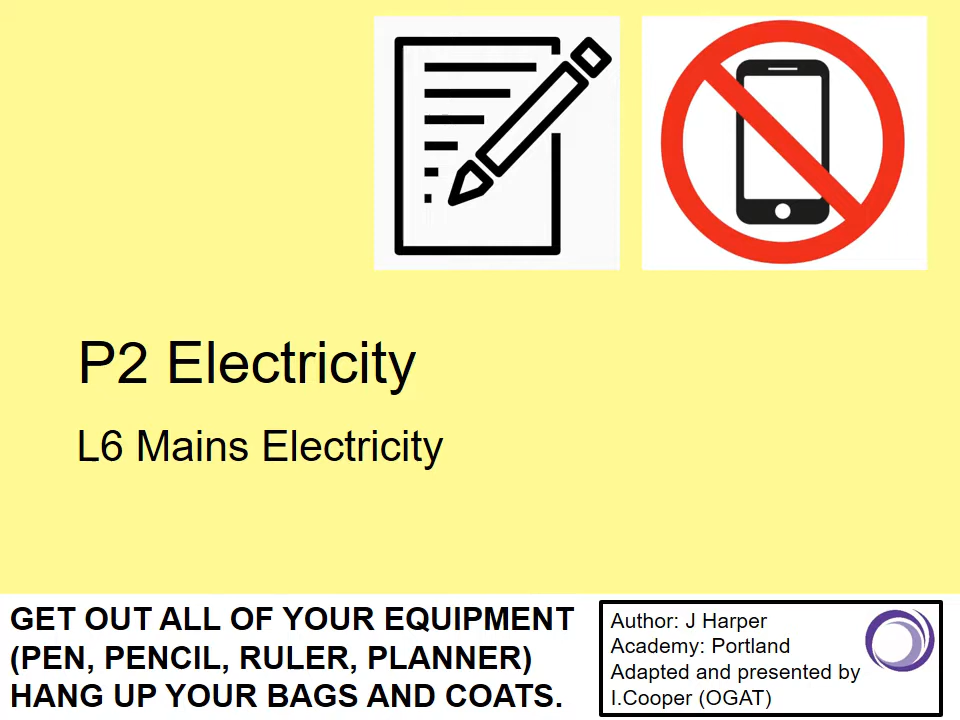 P2 Electricity
L6 Mains Electricity
GET OUT ALL OF YOUR EQUIPMENT
(PEN, PENCIL, RULER, PLANNER)
HANG UP YOUR BAGS AND COATS.
Author: J Harper
Academy: Portland
Adapted and presented by
I.Cooper (OGAT)